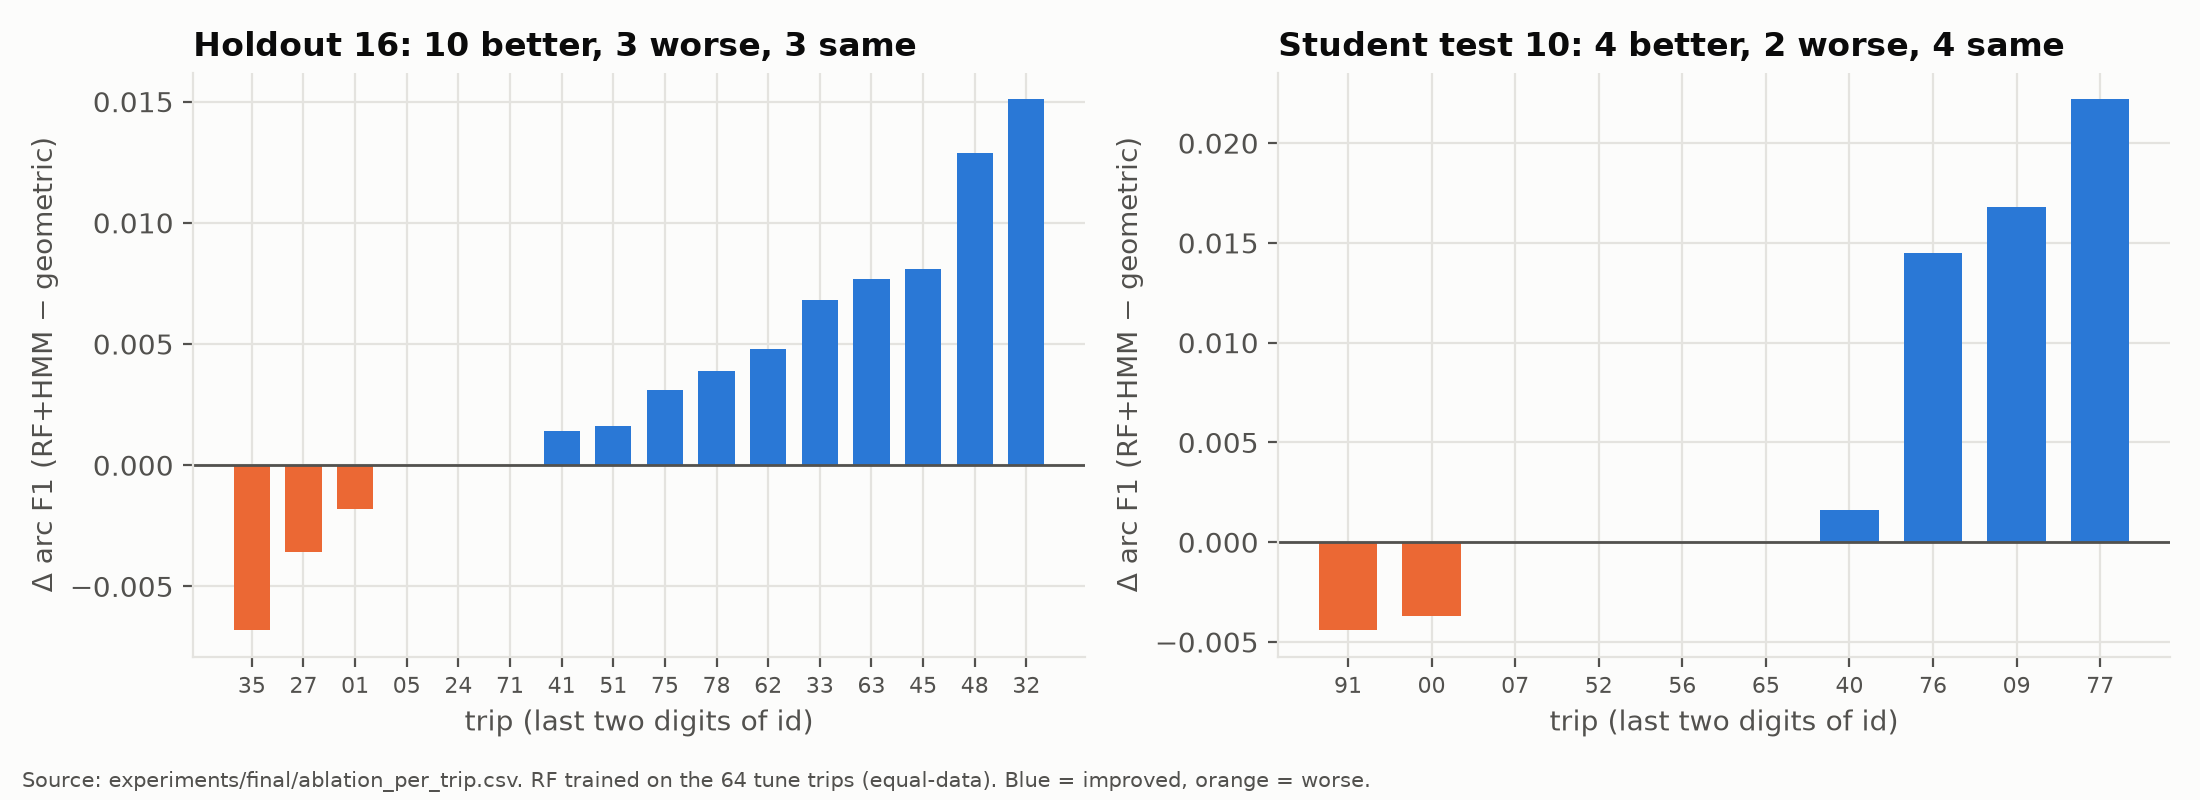 Holdout 16: 10 better, 3 worse, 3 same
Δ arc F1 (RF+HMM − geometric)
0.015
0.010
0.005
0.000
−0.005
35 27 01 05 24 71 41 51 75 78 62 33 63 45 48 32
trip (last two digits of id)
Student test 10: 4 better, 2 worse, 4 same
Δ arc F1 (RF+HMM − geometric)
0.020
0.015
0.010
0.005
0.000
−0.005
91 00 07 52 56 65 40 76 09 77
trip (last two digits of id)
Source: experiments/final/ablation_per_trip.csv. RF trained on the 64 tune trips (equal-data). Blue = improved, orange = worse.